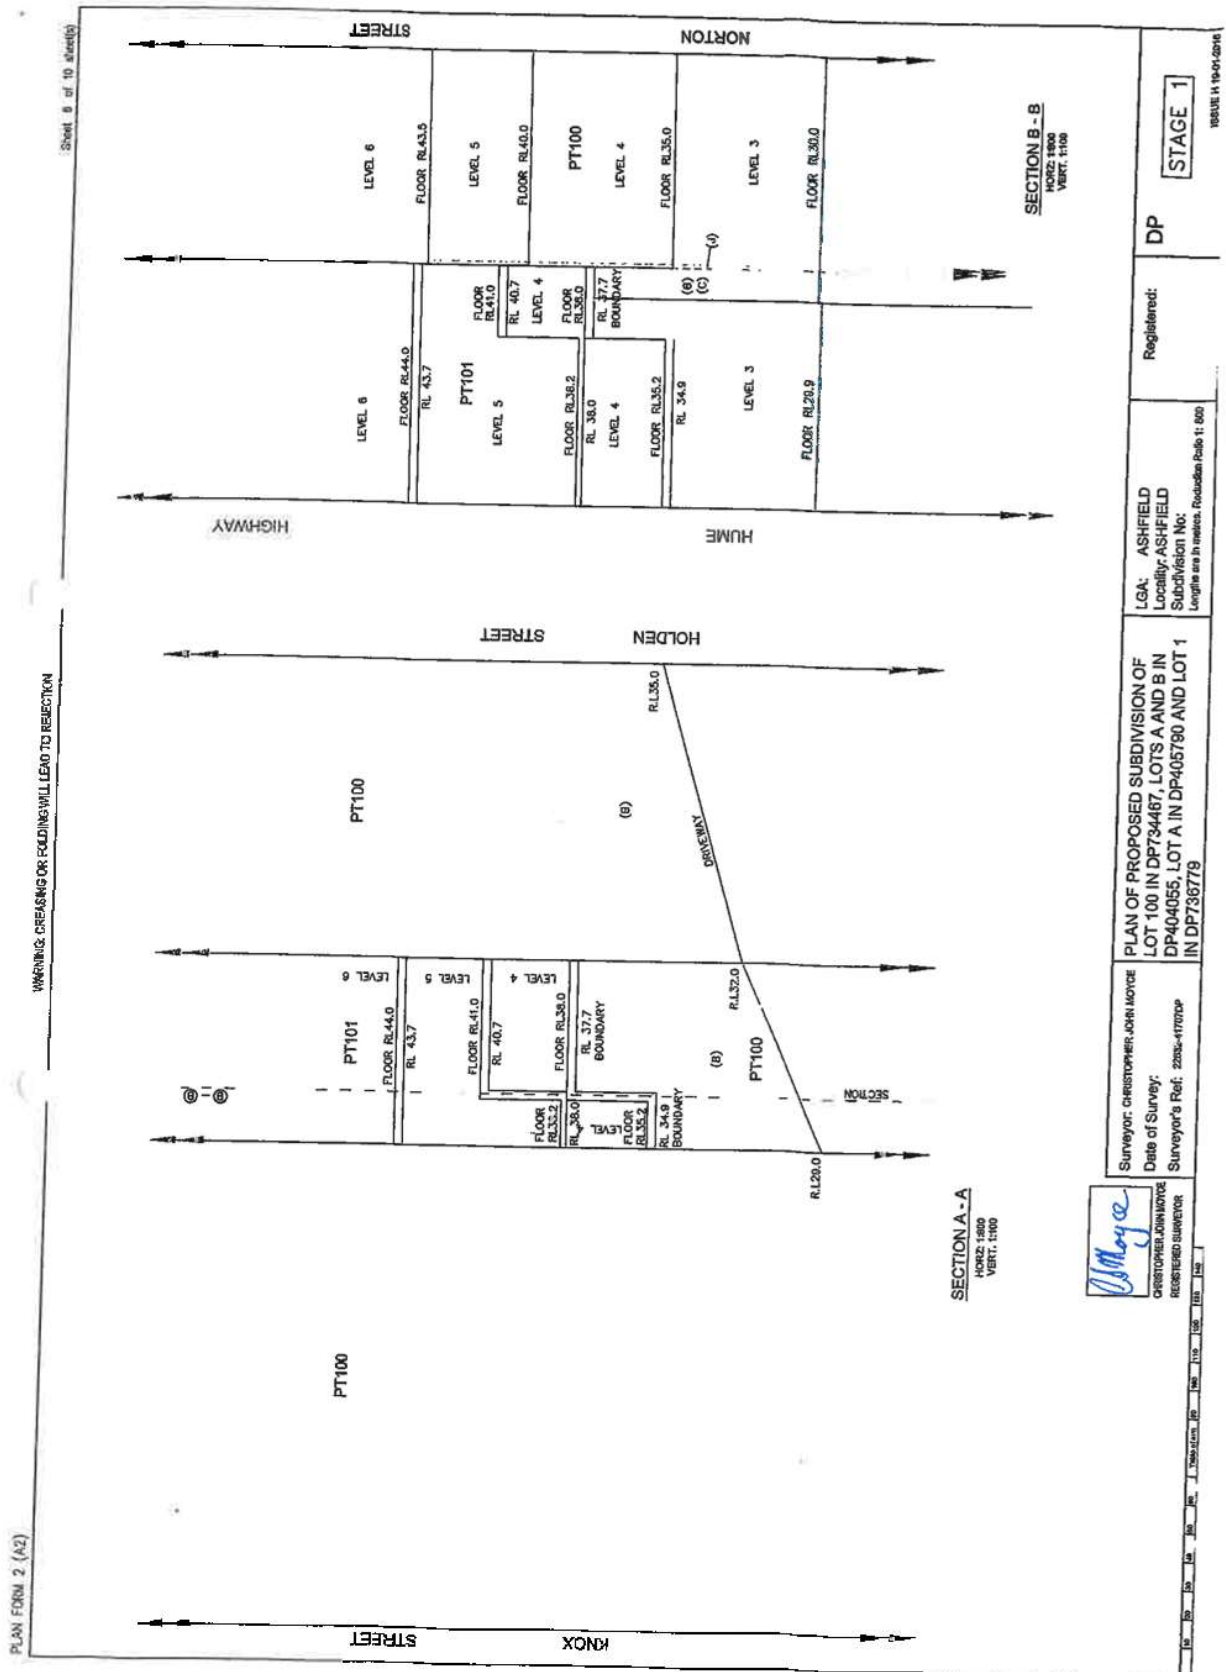 PLAN FORM 2 (A2)
WARNING: CREASING OR FOLDING WILL LEAD TO REJECTION
Sheet 6 of 10 sheet(s)
KNOX
STREET
PT100
SECTION A - A
HORZ: 1:800
VERT. 1:100
PT101
FLOOR RL44.0
RL 43.7
LEVEL 6
FLOOR RL41.0
RL 40.7
LEVEL 5
LEVEL 4
FLOOR RL38.0
RL 37.7
BOUNDARY
FLOOR
RL 38.0
LEVEL 4
FLOOR
RL35.2
RL 34.9
BOUNDARY
(B)
PT100
SECTION
R.L29.0
R.L32.0
PT100
(B)
DRIVEWAY
R.L35.0
HOLDEN
STREET
HUME
HIGHWAY
LEVEL 6
FLOOR RL44.0
RL 43.7
PT101
LEVEL 5
FLOOR RL38.2
RL 38.0
LEVEL 4
FLOOR RL35.2
RL 34.9
LEVEL 3
FLOOR RL29.9
FLOOR
RL41.0
RL 40.7
LEVEL 4
FLOOR
RL38.0
RL 37.7
BOUNDARY
(C)
(J)
LEVEL 6
FLOOR RL43.5
LEVEL 5
FLOOR RL40.0
PT100
LEVEL 4
FLOOR RL35.0
LEVEL 3
FLOOR RL30.0
NORTON
STREET
SECTION B - B
HORZ: 1:800
VERT. 1:100
CHRISTOPHER JOHN MOYCE
REGISTERED SURVEYOR
Surveyor: CHRISTOPHER JOHN MOYCE
Date of Survey:
Surveyor's Ref:
PLAN OF PROPOSED SUBDIVISION OF
LOT 100 IN DP734467, LOTS A AND B IN
DP404055, LOT A IN DP405790 AND LOT 1
IN DP736779
LGA: ASHFIELD
Locality: ASHFIELD
Subdivision No:
Lengths are in metres. Reduction Ratio 1: 800
Registered:
DP
STAGE 1
ISSUE H 19-01-2016